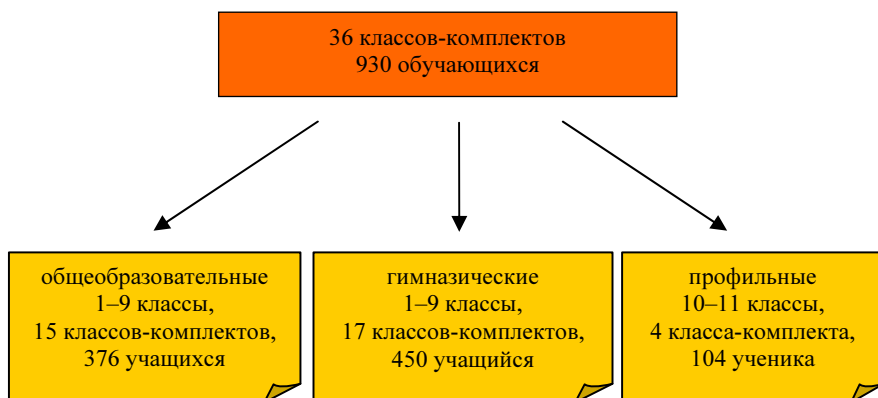 36 классов-комплектов
930 обучающихся
общеобразовательные
1–9 классы,
15 классов-комплектов,
376 учащихся
гимназические
1–9 классы,
17 классов-комплектов,
450 учащийся
профильные
10–11 классы,
4 класса-комплекта,
104 ученика